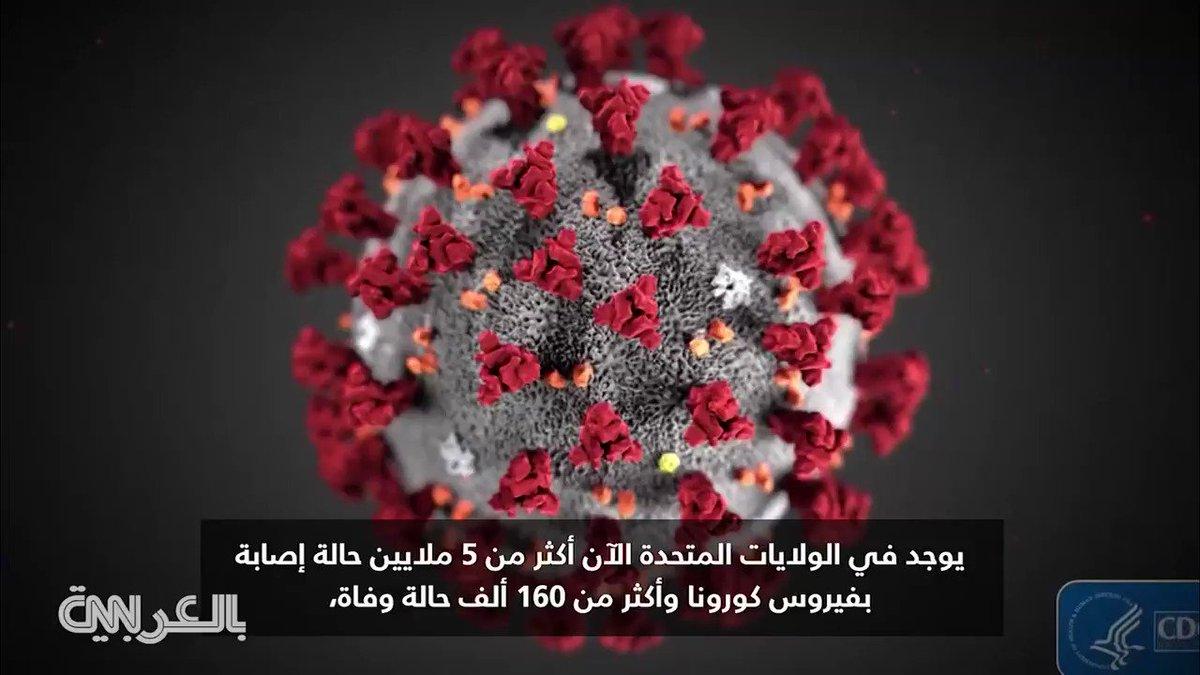 يوجد في الولايات المتحدة الآن أكثر من 5 ملايين حالة إصابة
بفيروس كورونا وأكثر من 160 ألف حالة وفاة،
CNN بالعربية
CD